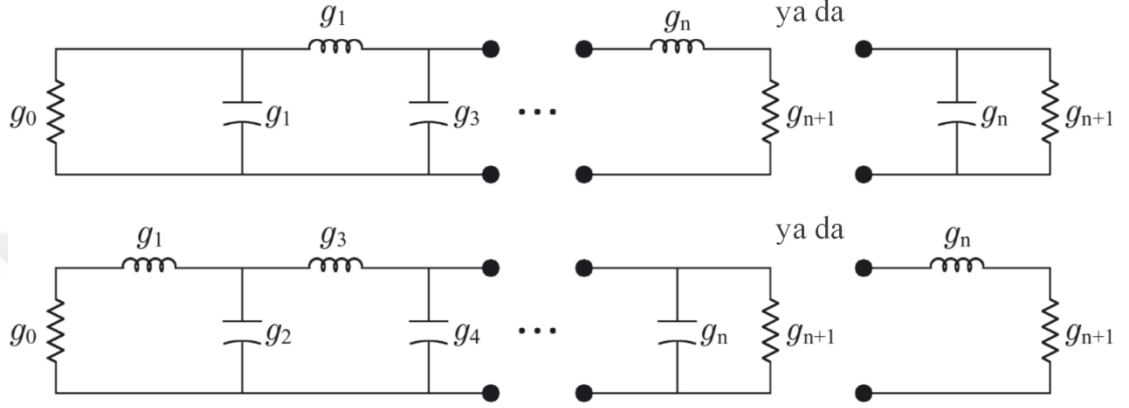 g₁ gₙ ya da
g₀ g₁ g₃ ... gₙ₊₁ gₙ gₙ₊₁
g₁ g₃ ya da gₙ
g₀ g₂ g₄ ... gₙ gₙ₊₁ gₙ₊₁